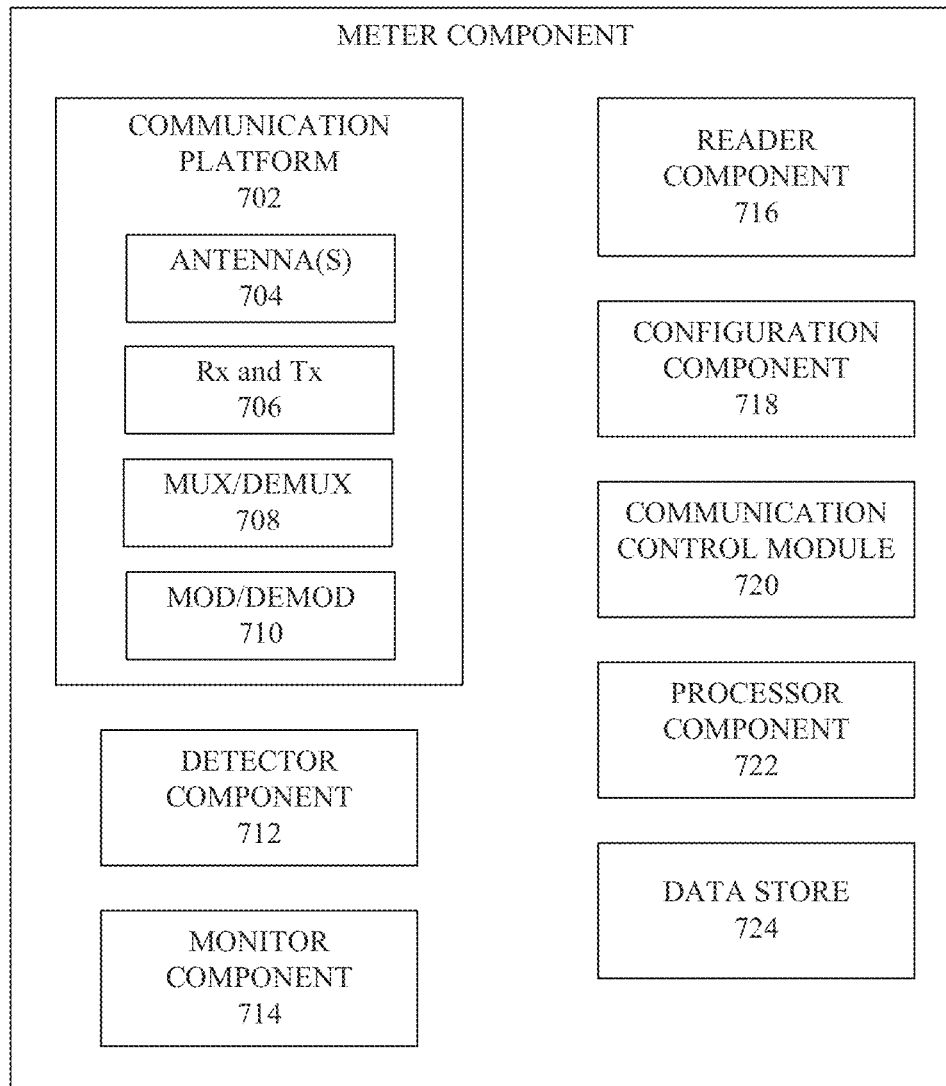 METER COMPONENT
COMMUNICATION
PLATFORM
702
ANTENNA(S)
704
Rx and Tx
706
MUX/DEMUX
708
MOD/DEMOD
710
DETECTOR
COMPONENT
712
MONITOR
COMPONENT
714
READER
COMPONENT
716
CONFIGURATION
COMPONENT
718
COMMUNICATION
CONTROL MODULE
720
PROCESSOR
COMPONENT
722
DATA STORE
724